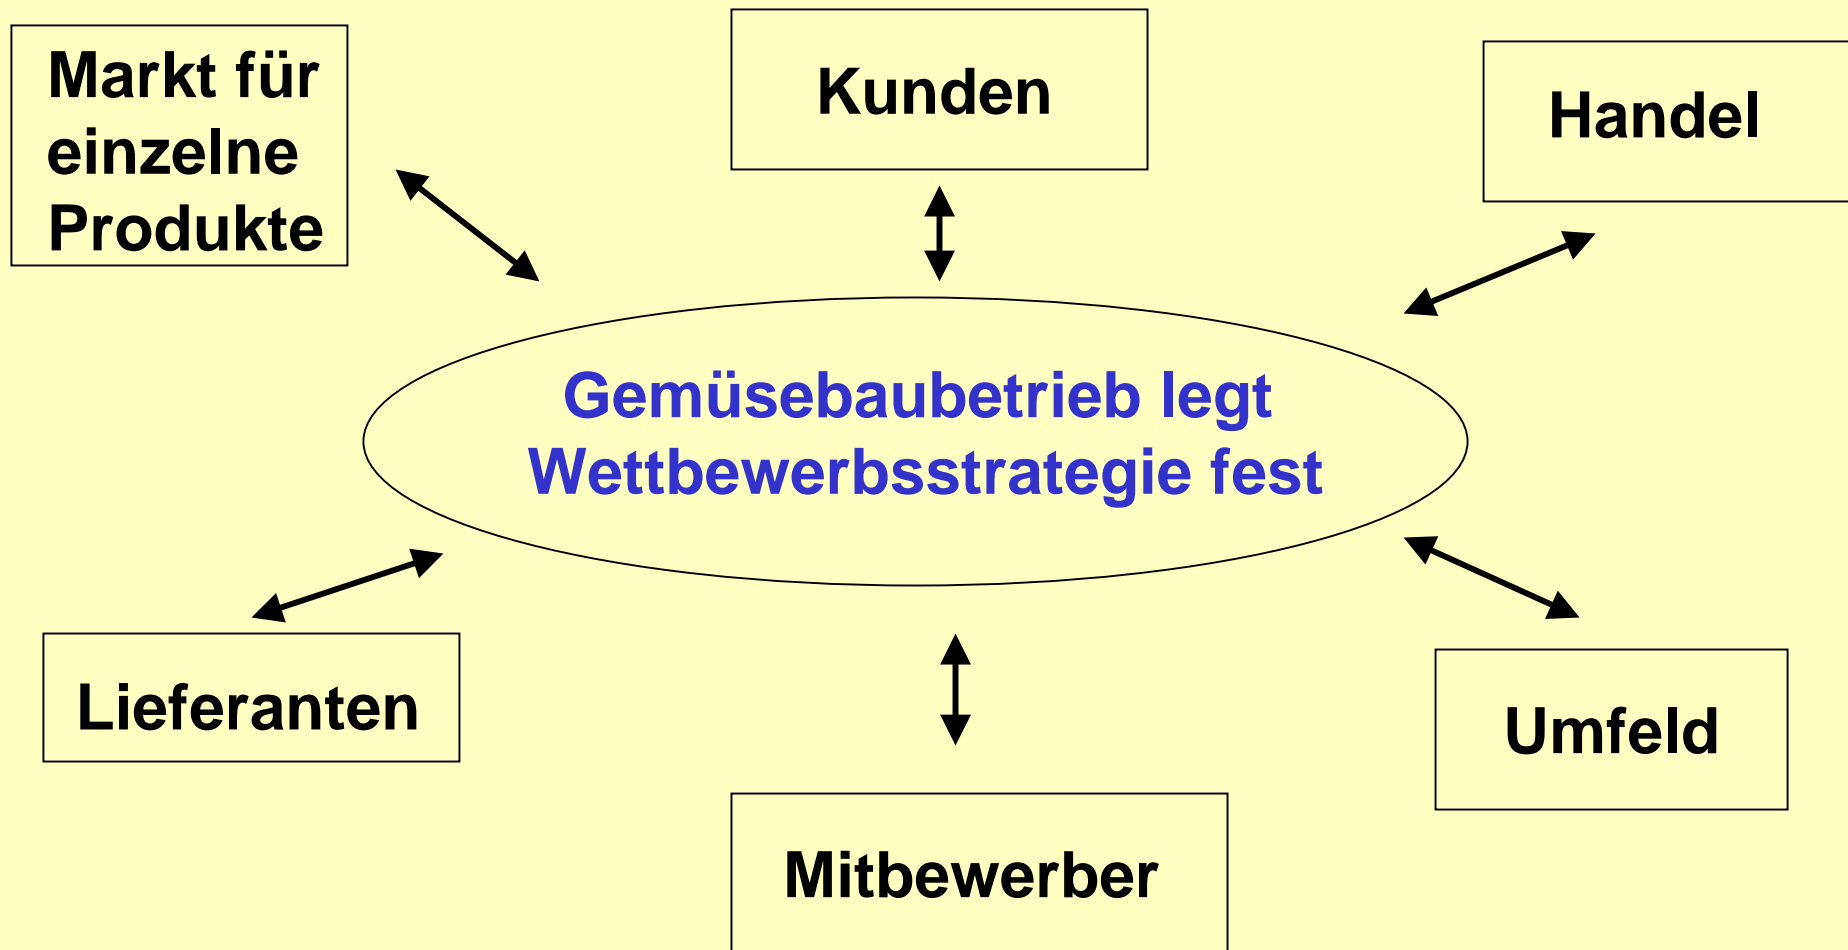 Markt für
einzelne
Produkte
Kunden
Handel
Gemüsebaubetrieb legt
Wettbewerbsstrategie fest
Lieferanten
Umfeld
Mitbewerber